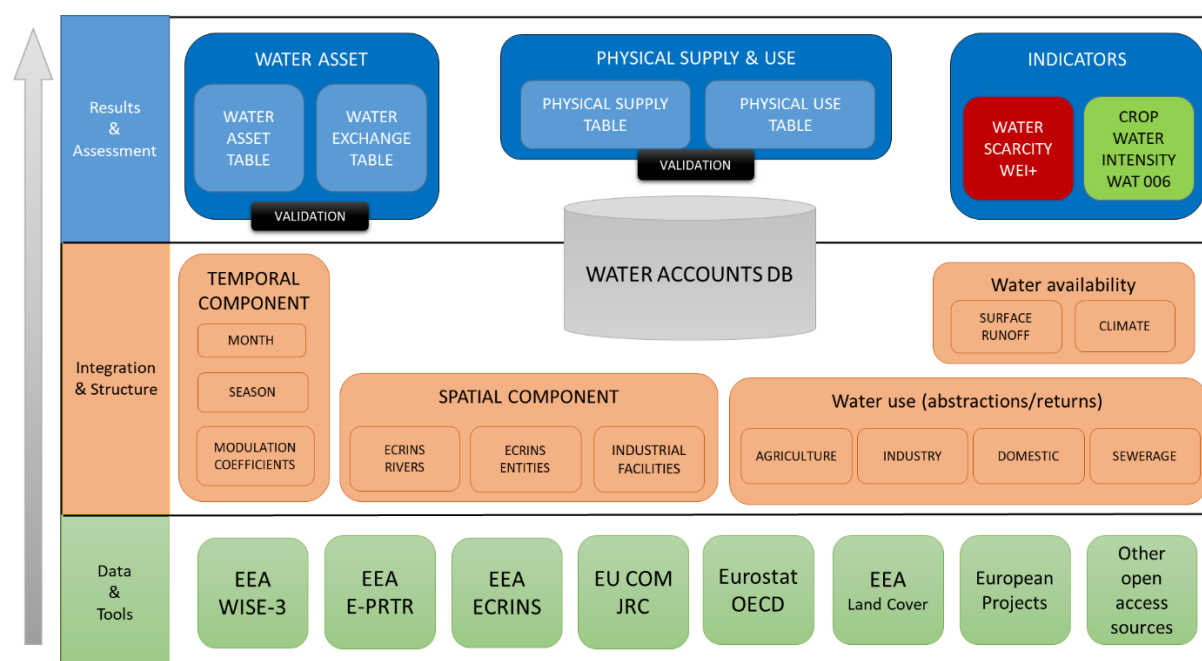 Results
&
Assessment
WATER ASSET
WATER
ASSET
TABLE
WATER
EXCHANGE
TABLE
VALIDATION
PHYSICAL SUPPLY & USE
PHYSICAL SUPPLY
TABLE
PHYSICAL USE
TABLE
VALIDATION
INDICATORS
WATER
SCARCITY
WEI+
CROP
WATER
INTENSITY
WAT 006
WATER ACCOUNTS DB
Integration
& Structure
TEMPORAL
COMPONENT
MONTH
SEASON
MODULATION
COEFFICIENTS
SPATIAL COMPONENT
ECRINS
RIVERS
ECRINS
ENTITIES
INDUSTRIAL
FACILITIES
Water availability
SURFACE
RUNOFF
CLIMATE
Water use (abstractions/returns)
AGRICULTURE
INDUSTRY
DOMESTIC
SEWERAGE
Data
&
Tools
EEA
WISE-3
EEA
E-PRTR
EEA
ECRINS
EU COM
JRC
Eurostat
OECD
EEA
Land Cover
European
Projects
Other
open
access
sources